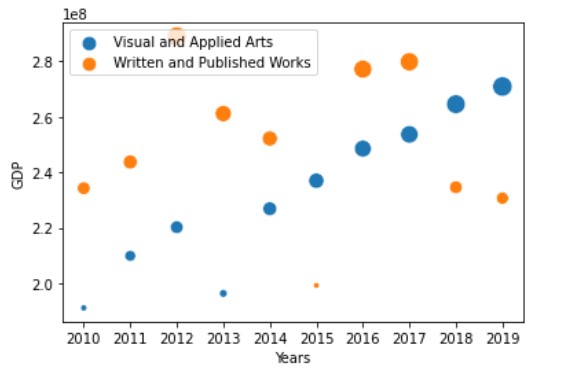 1e8
Visual and Applied Arts
Written and Published Works
2.8
2.6
2.4
2.2
2.0
GDP
2010 2011 2012 2013 2014 2015 2016 2017 2018 2019
Years